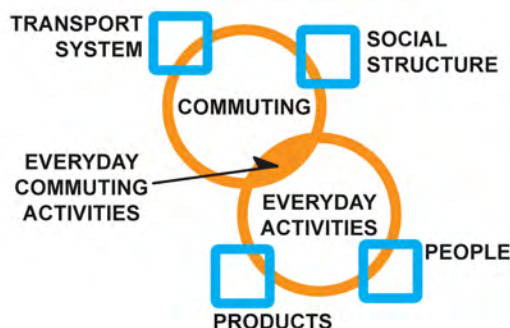 TRANSPORT
SYSTEM
SOCIAL
STRUCTURE
COMMUTING
EVERYDAY
COMMUTING
ACTIVITIES
EVERYDAY
ACTIVITIES
PEOPLE
PRODUCTS